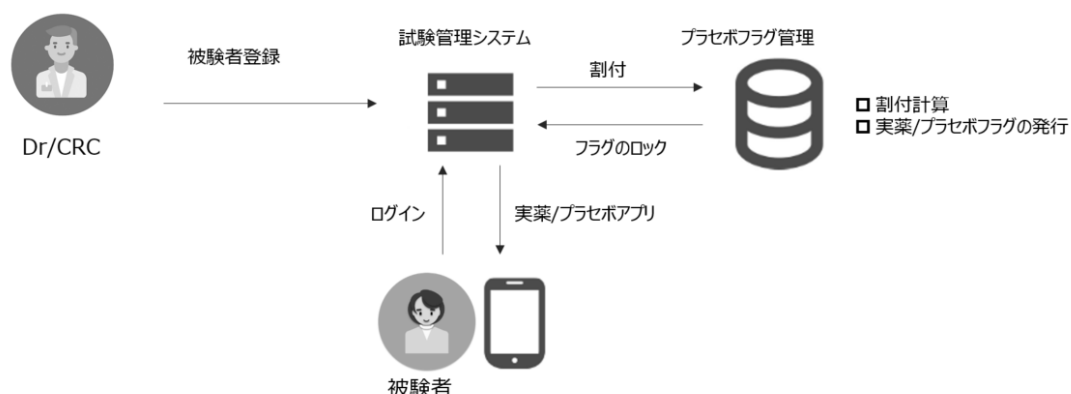 試験管理システム
プラセボフラグ管理
被験者登録
割付
フラグのロック
□ 割付計算
□ 実薬/プラセボフラグの発行
Dr/CRC
ログイン
実薬/プラセボアプリ
被験者